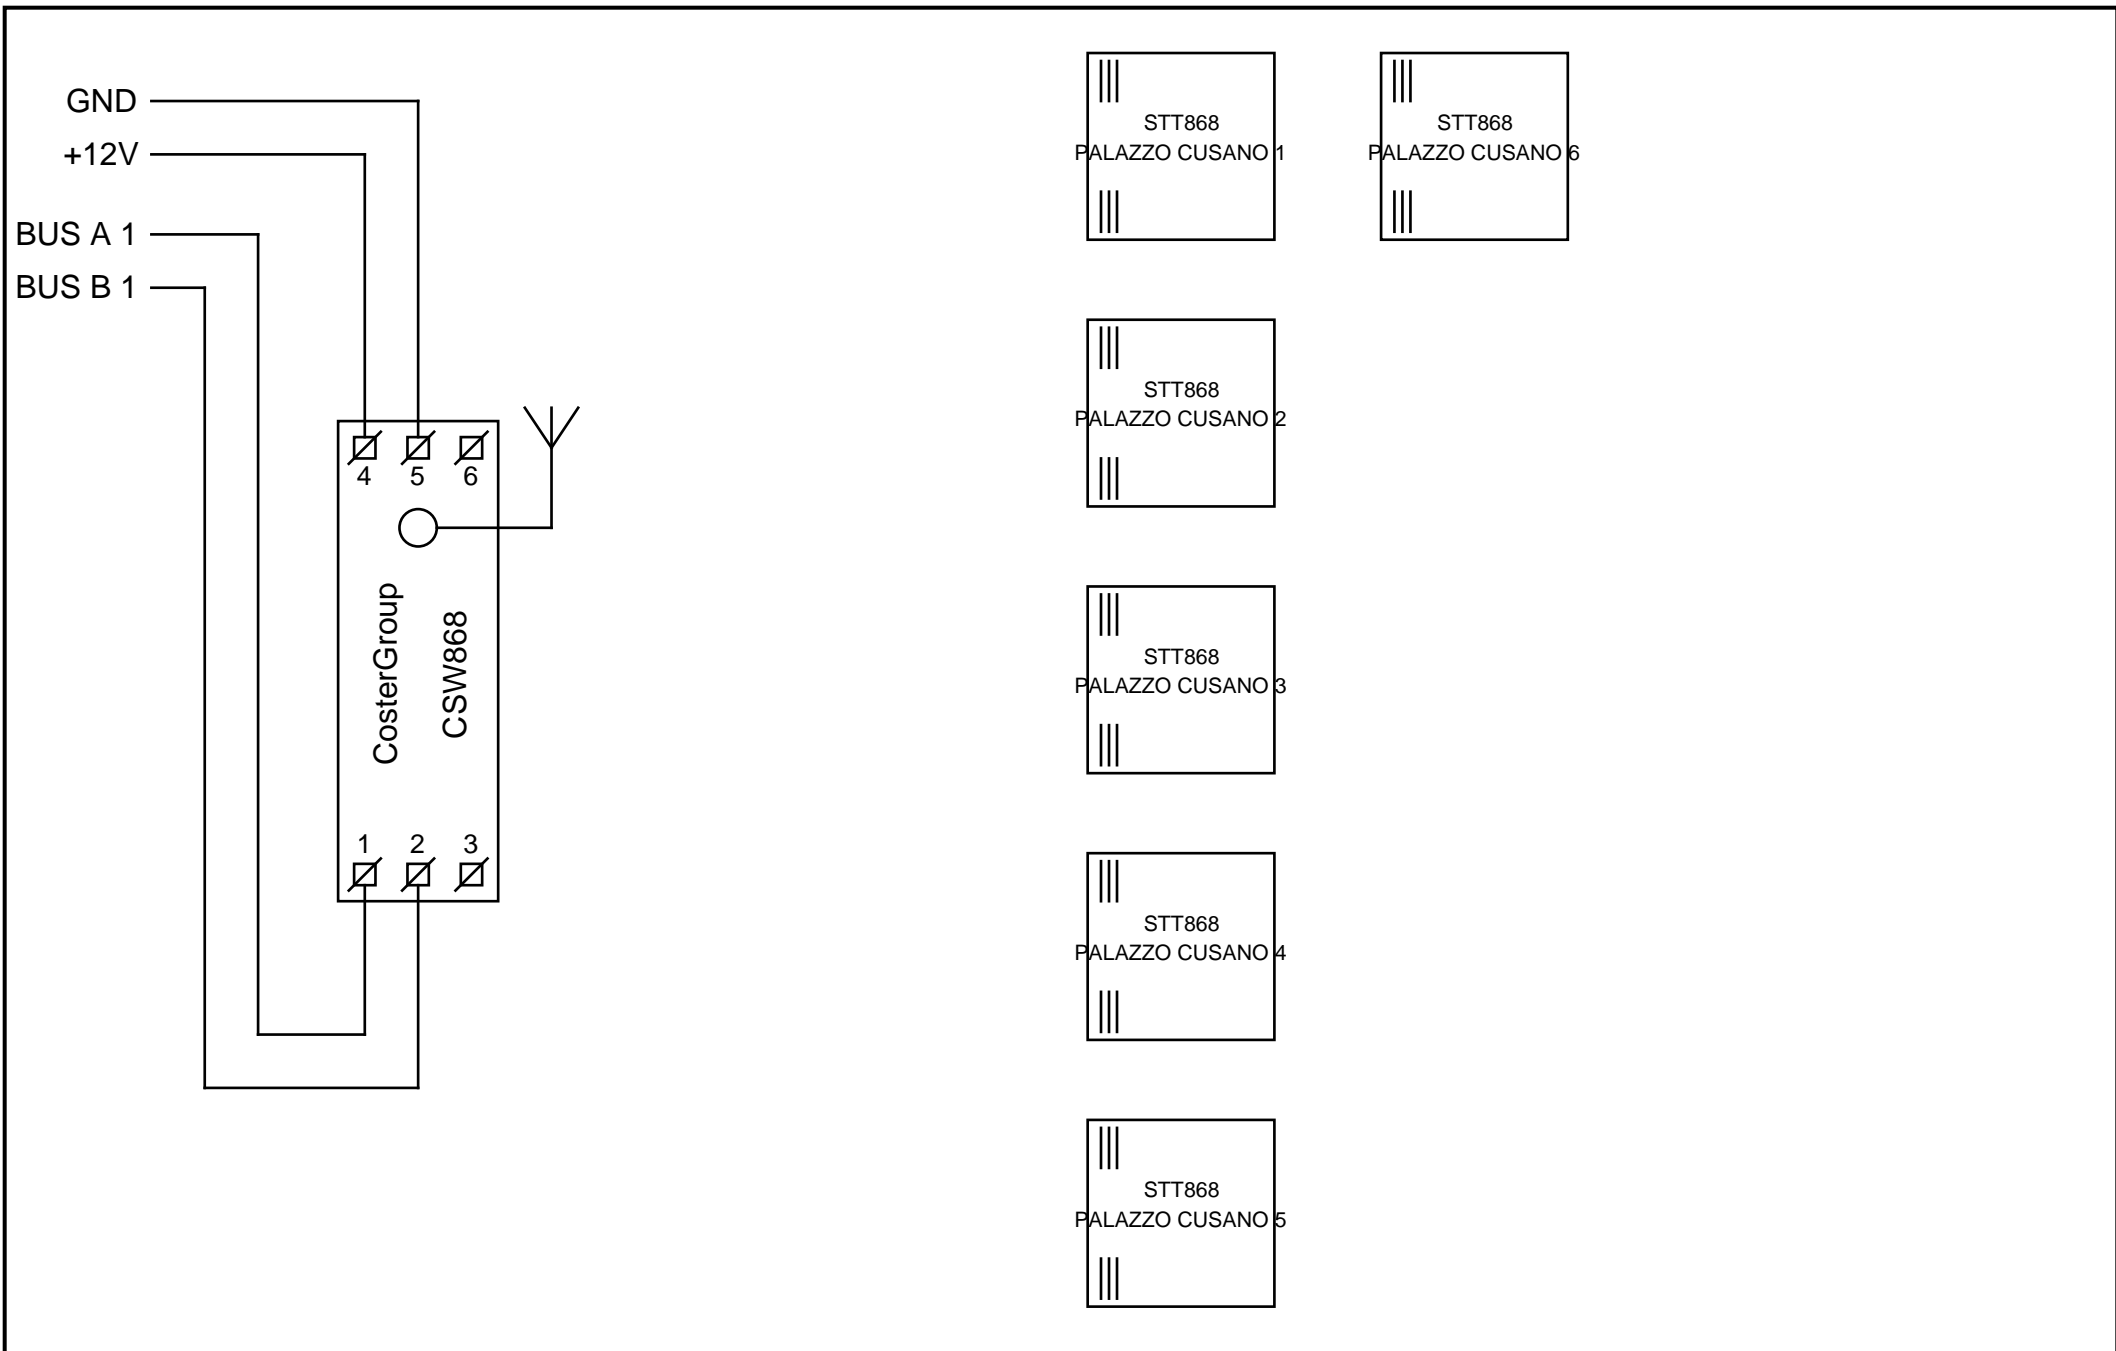 GND
+12V
BUS A 1
BUS B 1
4 5 6
CosterGroup
CSW868
1 2 3
STT868
PALAZZO CUSANO 1
STT868
PALAZZO CUSANO 6
STT868
PALAZZO CUSANO 2
STT868
PALAZZO CUSANO 3
STT868
PALAZZO CUSANO 4
STT868
PALAZZO CUSANO 5